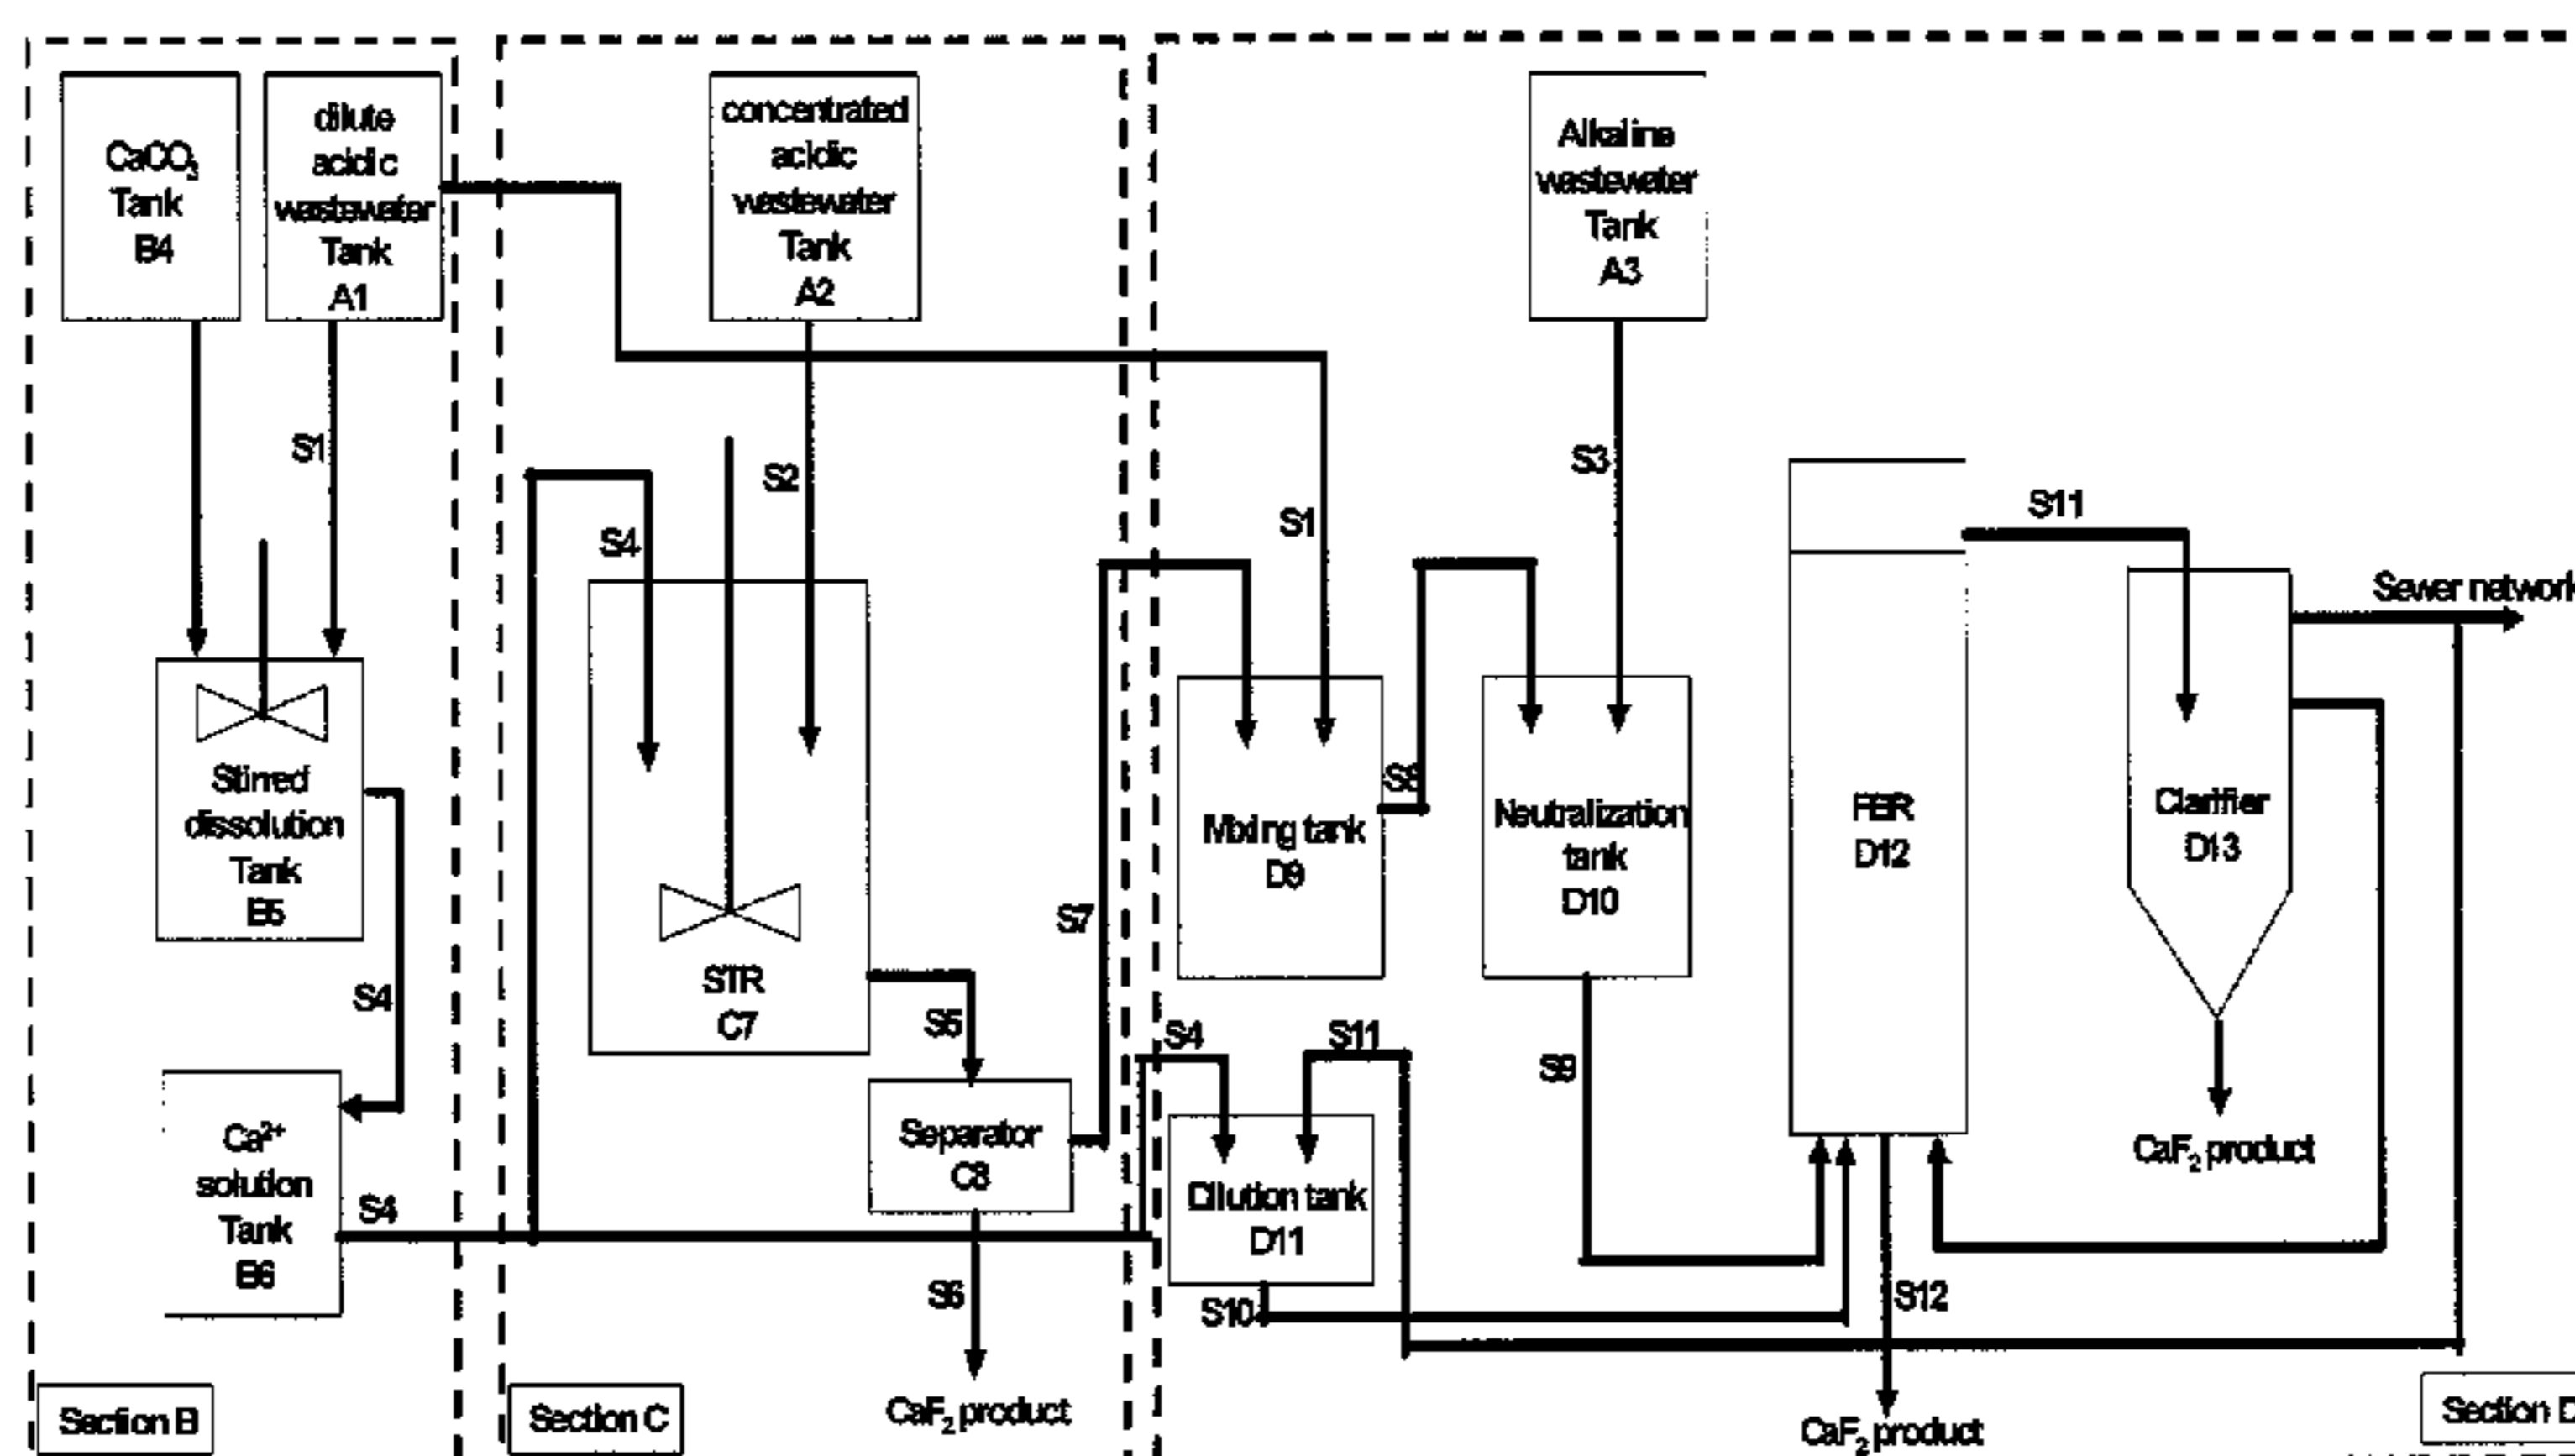 CaCO3
Tank
B4
dilute
acidic
wastewater
Tank
A1
concentrated
acidic
wastewater
Tank
A2
Alkaline
wastewater
Tank
A3
S1
S2
S3
S4
S1
S11
Sewer network
Stirred
dissolution
Tank
B5
Mixing tank
D9
S8
Neutralization
tank
D10
FBR
D12
Clarifier
D13
S4
STR
C7
S5
S7
S4
S11
S9
Ca2+
solution
Tank
B6
S4
Separator
C8
Dilution tank
D11
CaF2 product
S6
S10
S12
Section B
Section C
CaF2 product
CaF2 product
Section D